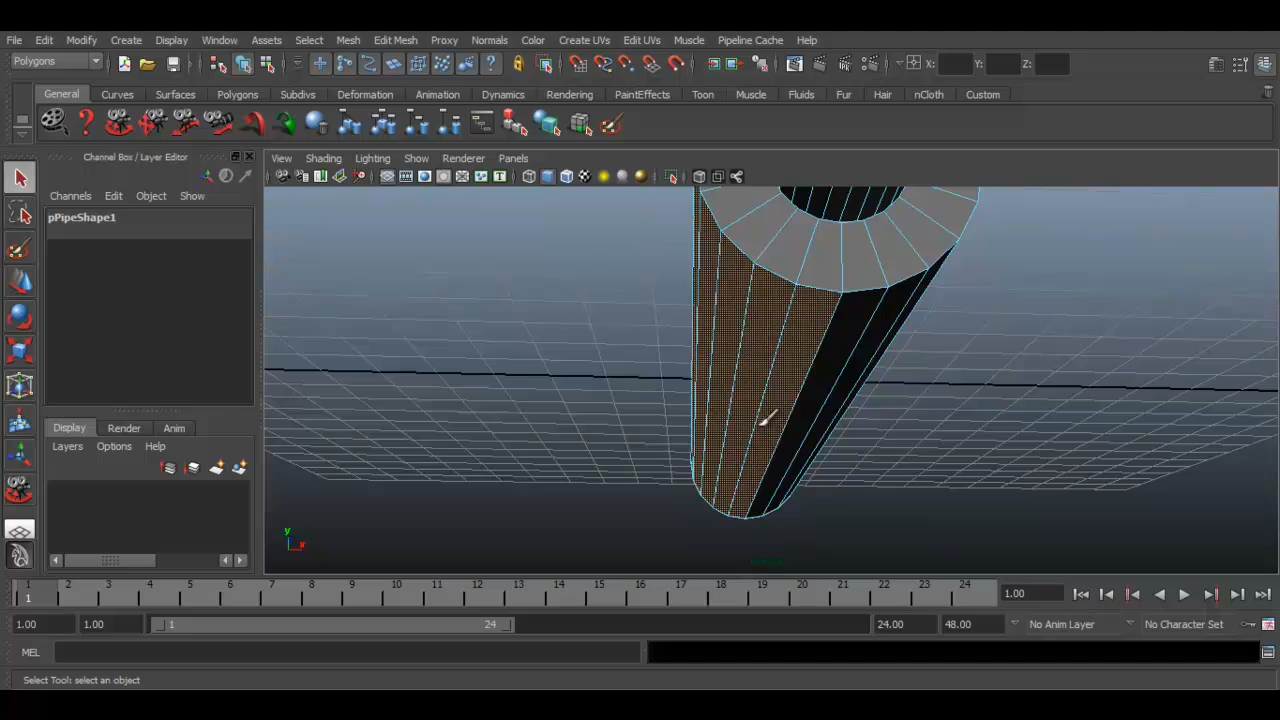 File Edit Modify Create Display Window Assets Select Mesh Edit Mesh Proxy Normals Color Create UVs Edit UVs Muscle Pipeline Cache Help
Polygons X: Y: Z:
General Curves Surfaces Polygons Subdivs Deformation Animation Dynamics Rendering PaintEffects Toon Muscle Fluids Fur Hair nCloth Custom
Channel Box / Layer Editor
View Shading Lighting Show Renderer Panels
Channels Edit Object Show
pPipeShape1
Display Render Anim
Layers Options Help
y
x
1 2 3 4 5 6 7 8 9 10 11 12 13 14 15 16 17 18 19 20 21 22 23 24
1 1.00
1.00 1.00 1 24 24.00 48.00 No Anim Layer No Character Set
MEL
Select Tool: select an object